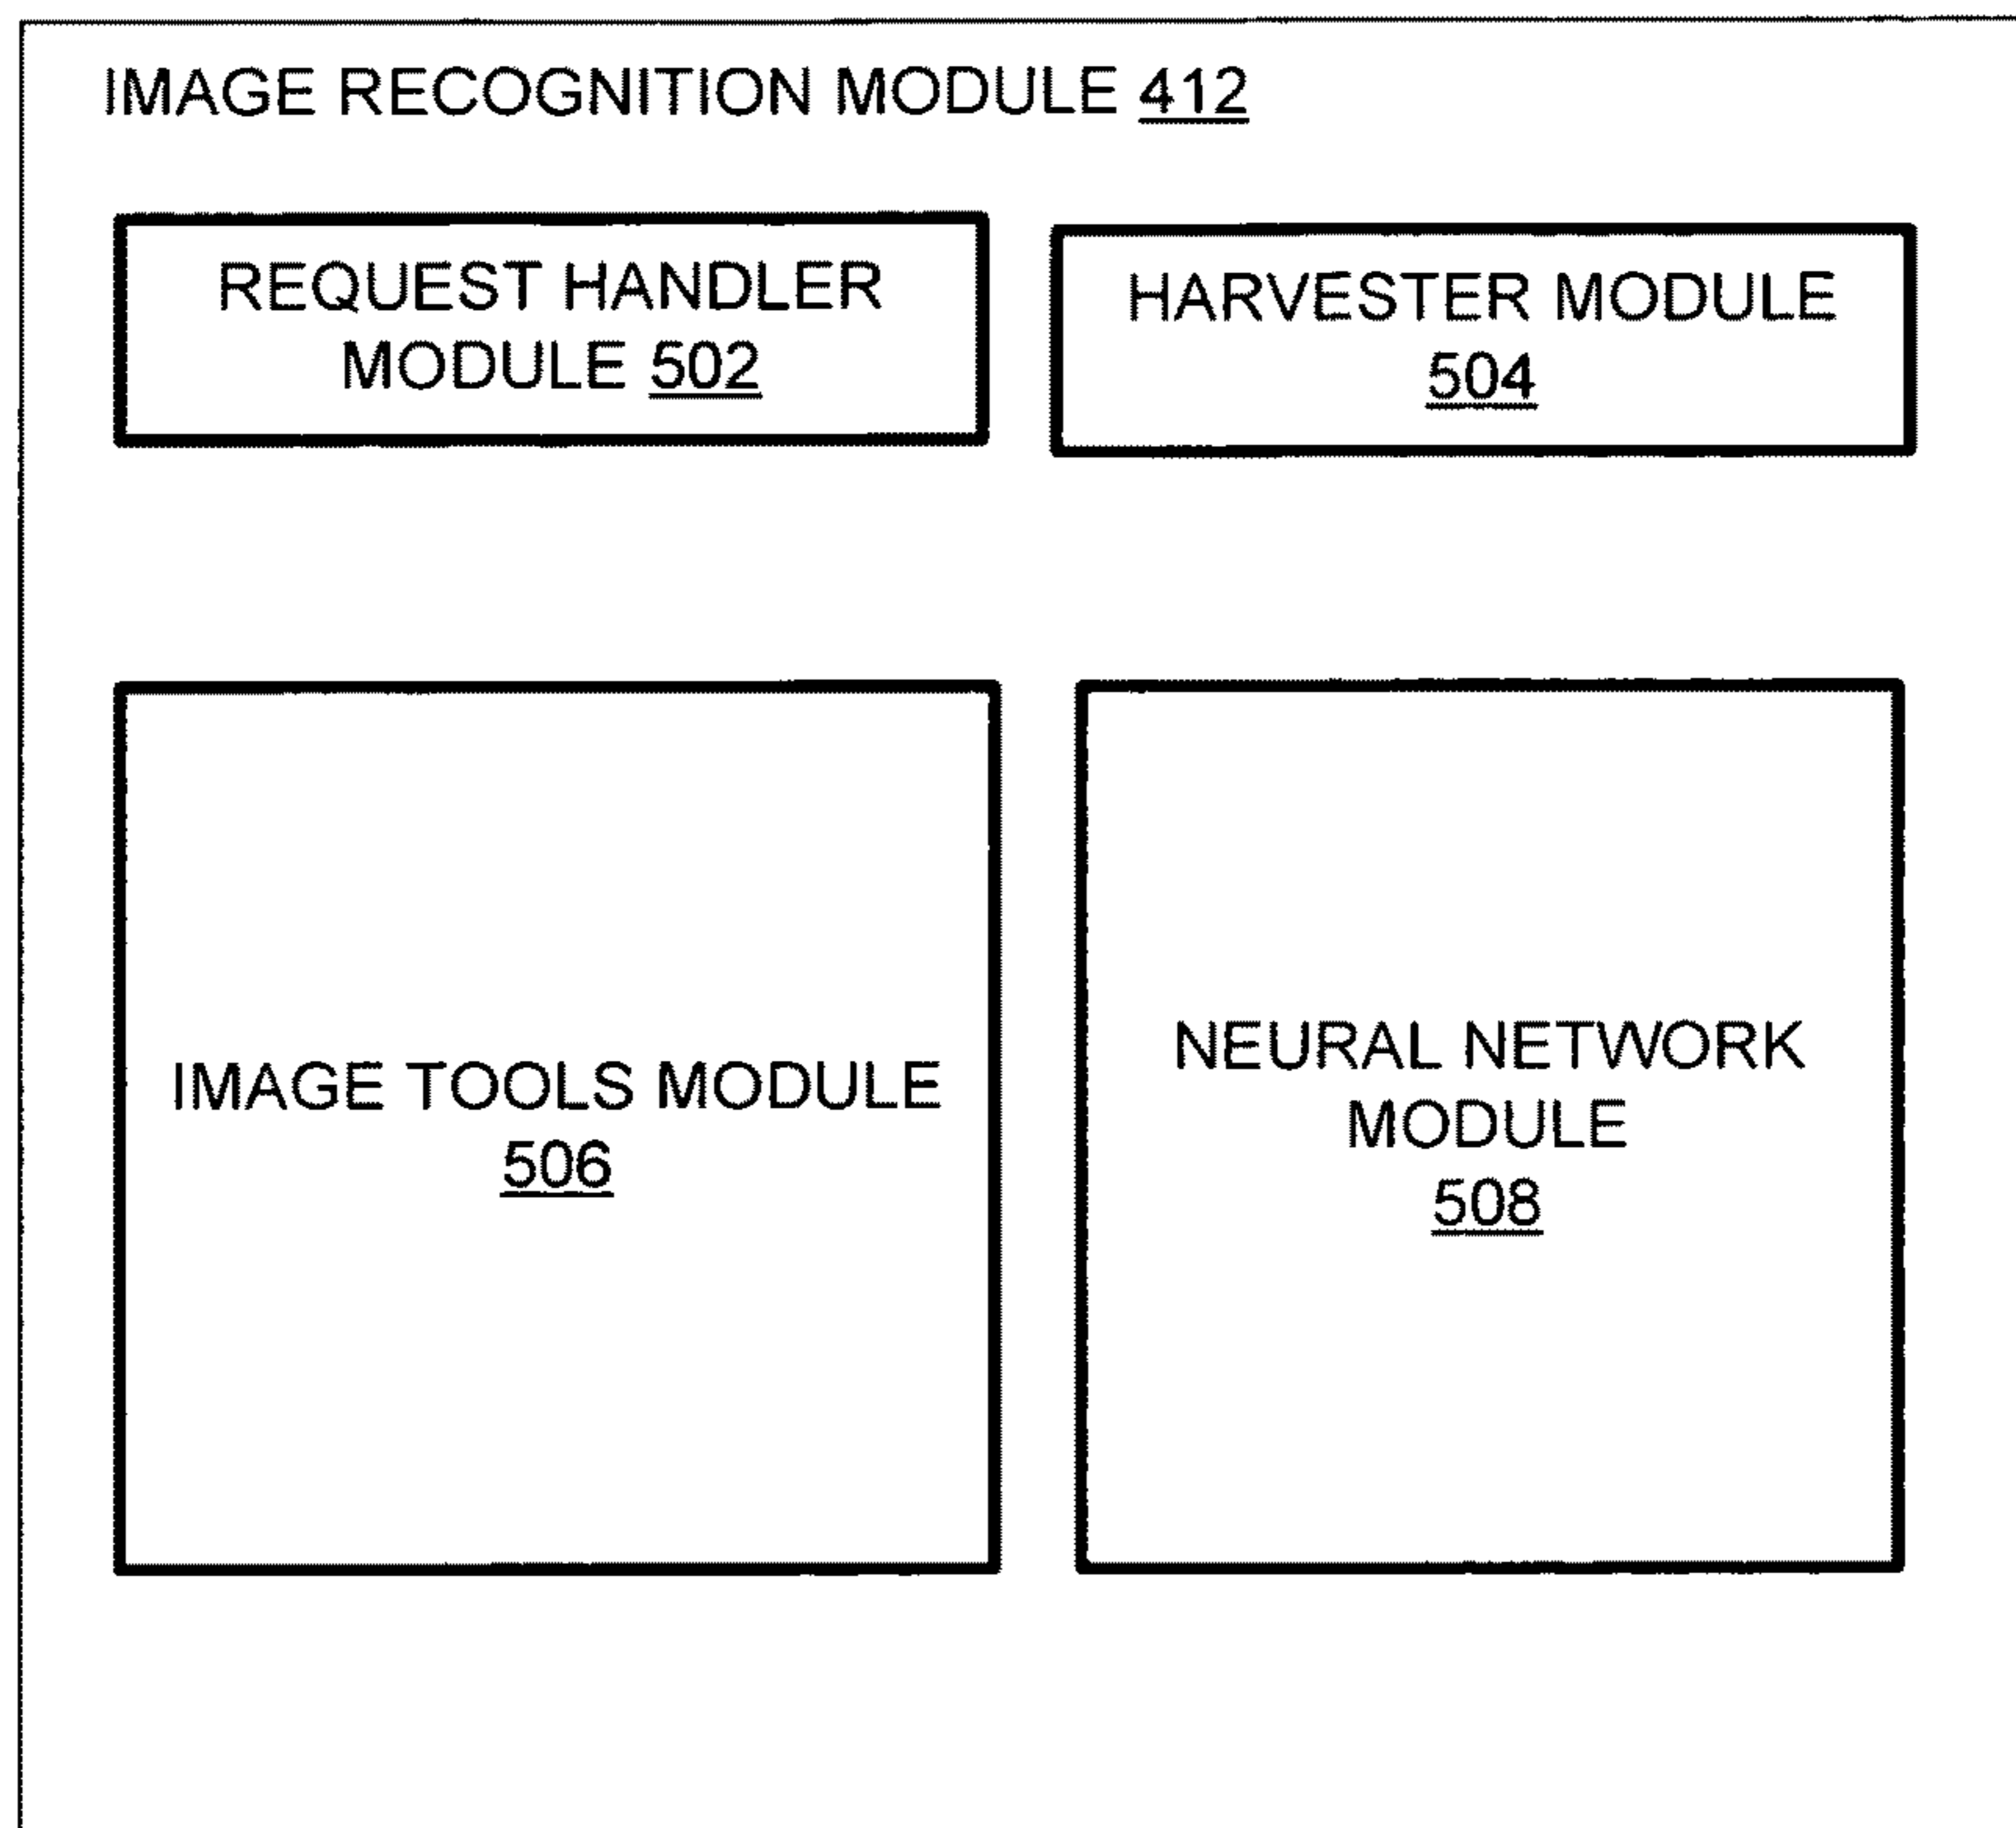 IMAGE RECOGNITION MODULE 412
REQUEST HANDLER
MODULE 502
HARVESTER MODULE
504
IMAGE TOOLS MODULE
506
NEURAL NETWORK
MODULE
508